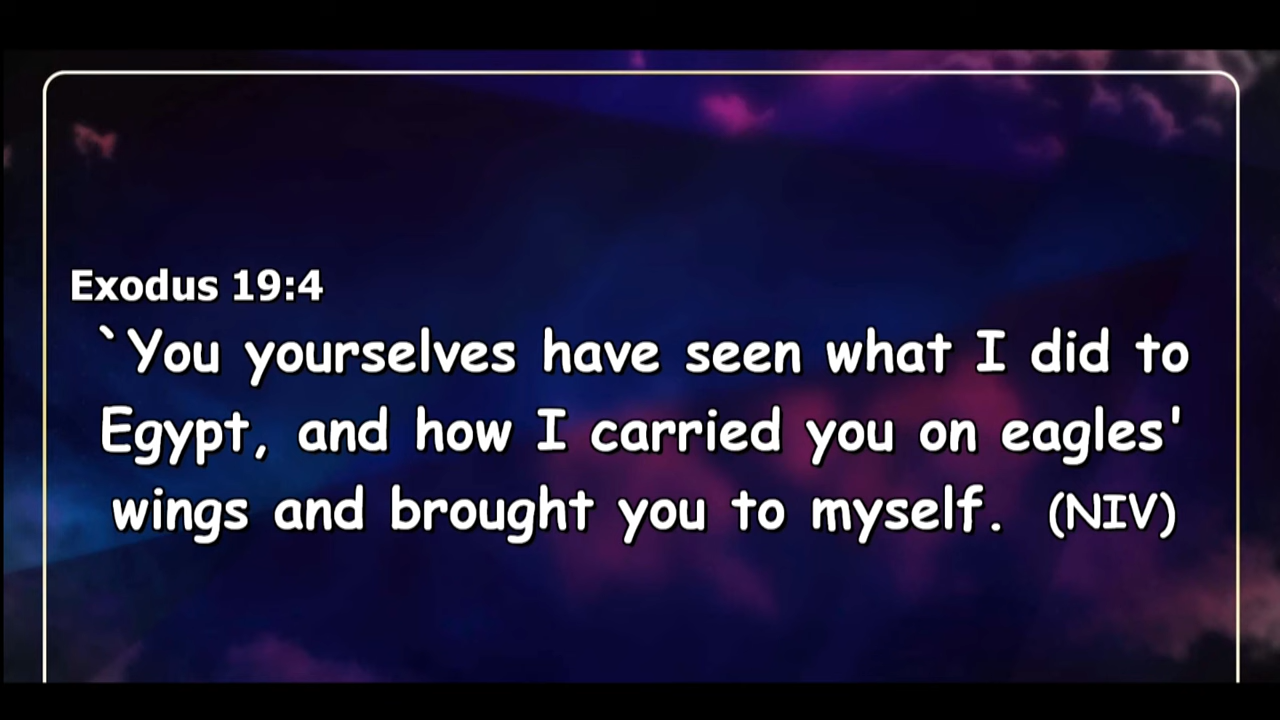 Exodus 19:4
`You yourselves have seen what I did to
Egypt, and how I carried you on eagles'
wings and brought you to myself. (NIV)